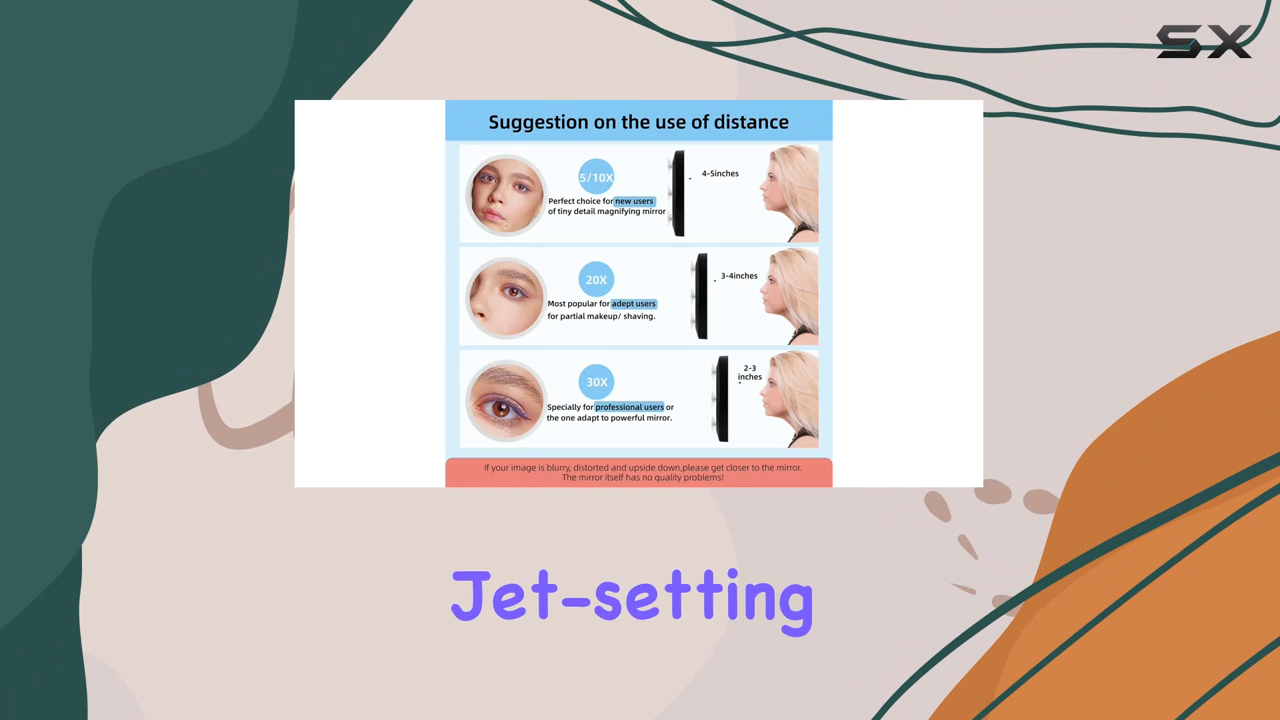 SX
Suggestion on the use of distance
5/10X
4-5inches
Perfect choice for new users
of tiny detail magnifying mirror
20X
3-4inches
Most popular for adept users
for partial makeup/ shaving.
30X
2-3
inches
Specially for professional users or
the one adapt to powerful mirror.
If your image is blurry, distorted and upside down,please get closer to the mirror.
The mirror itself has no quality problems!
Jet-setting